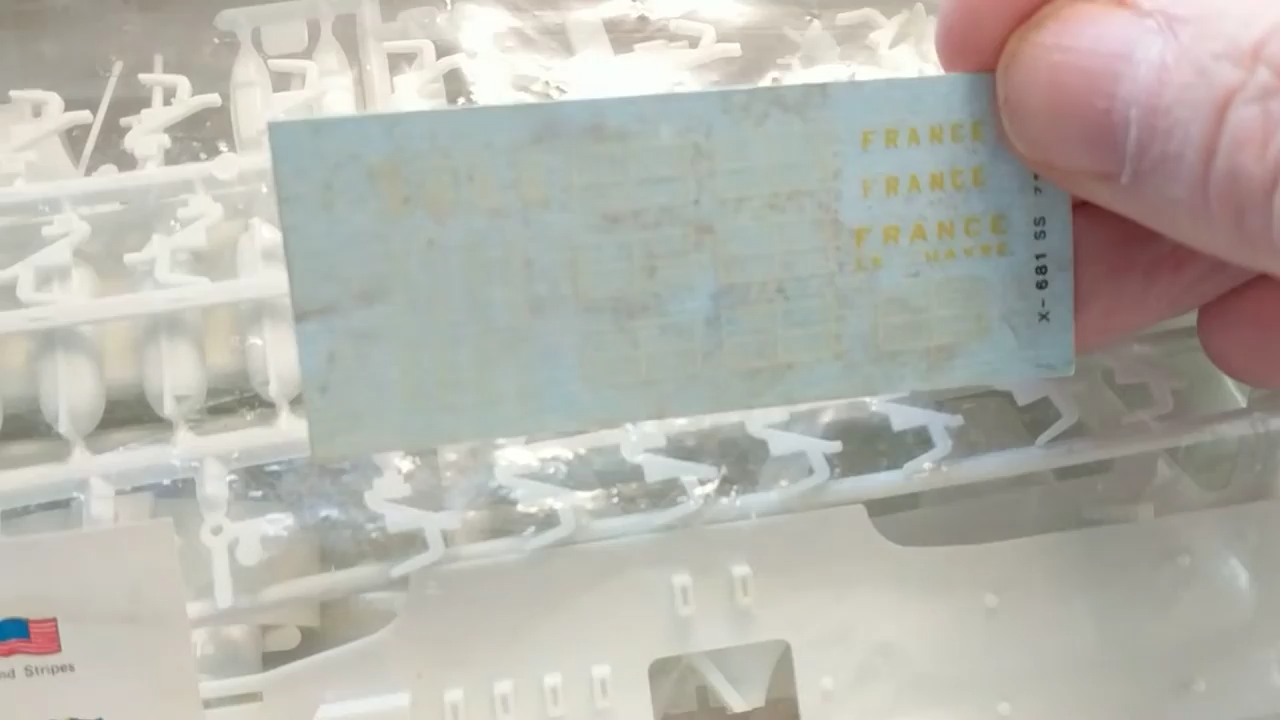 FRANCE
FRANCE
FRANCE
LE HAVRE
X-681 SS
nd Stripes